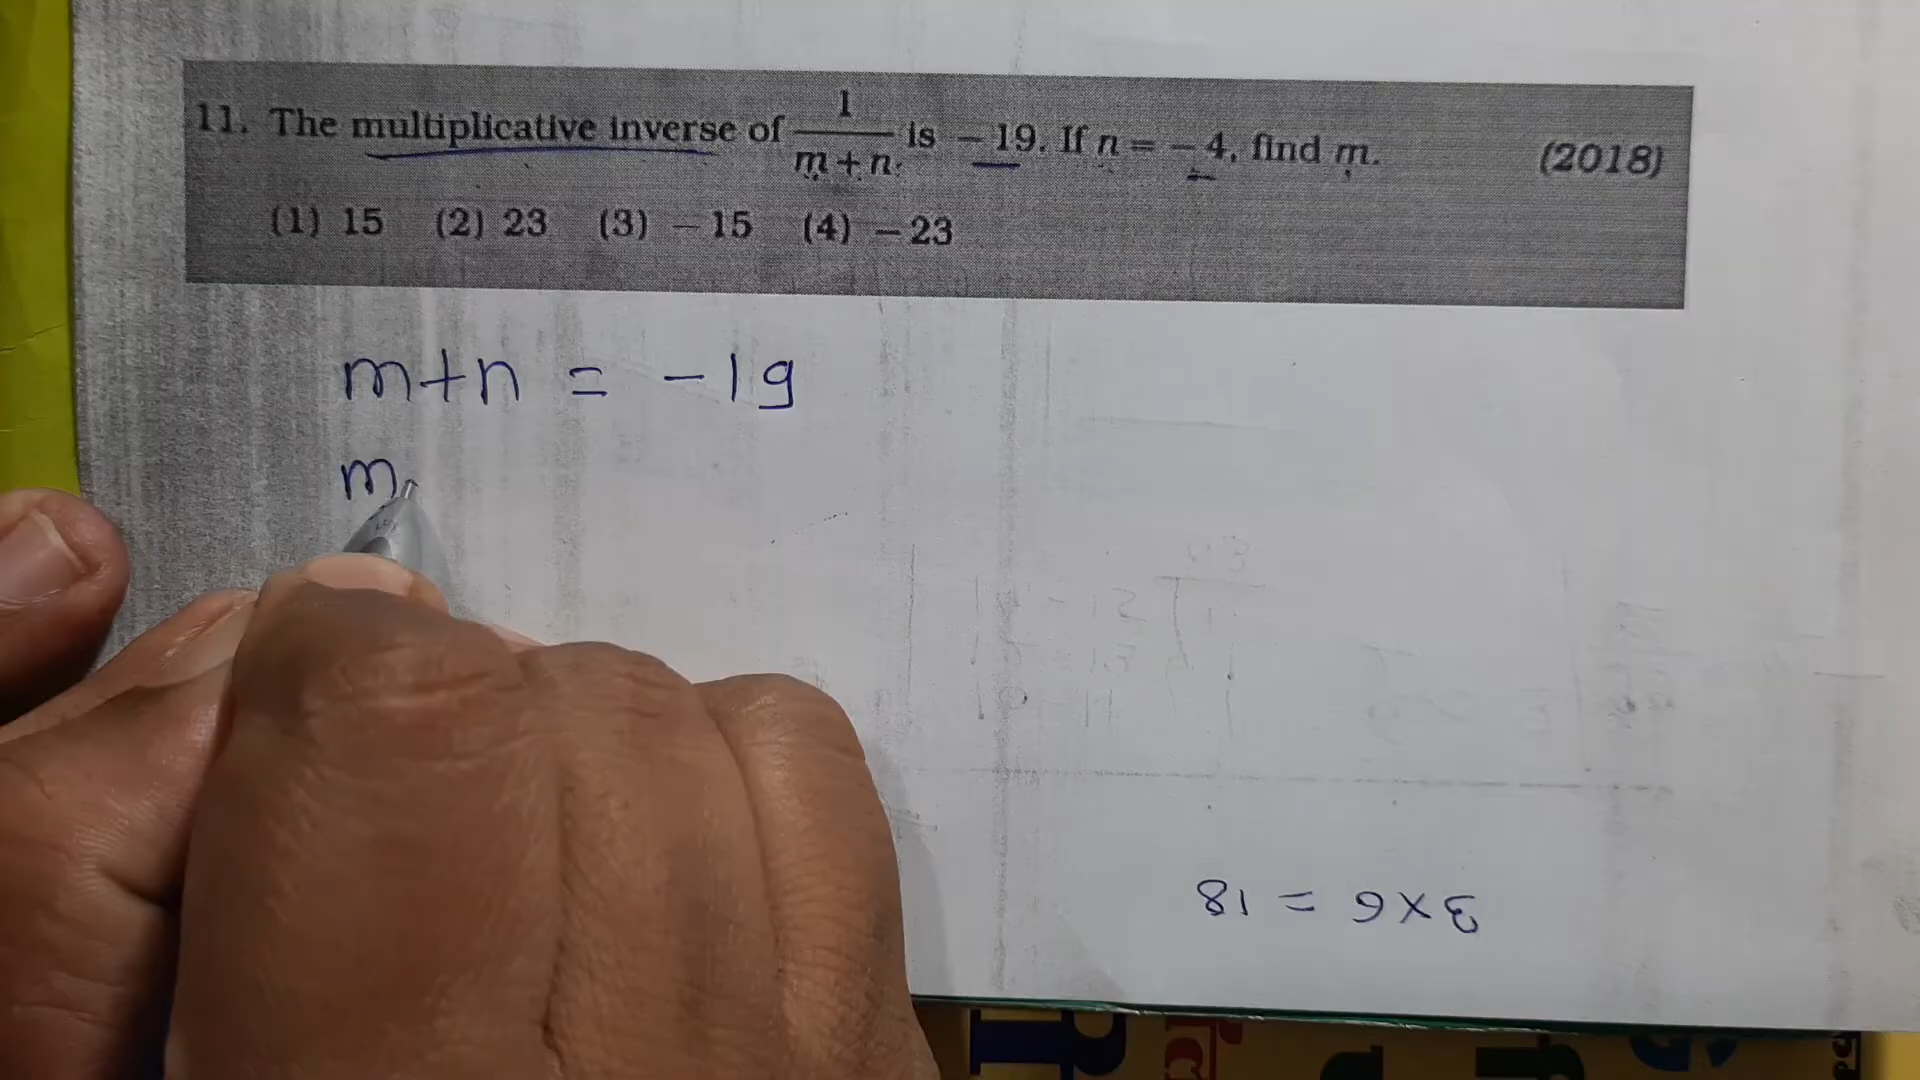 11. The multiplicative inverse of 1/(m+n) is – 19. If n = – 4, find m. (2018)
(1) 15 (2) 23 (3) – 15 (4) – 23
m+n = -19
m
3×6 = 18